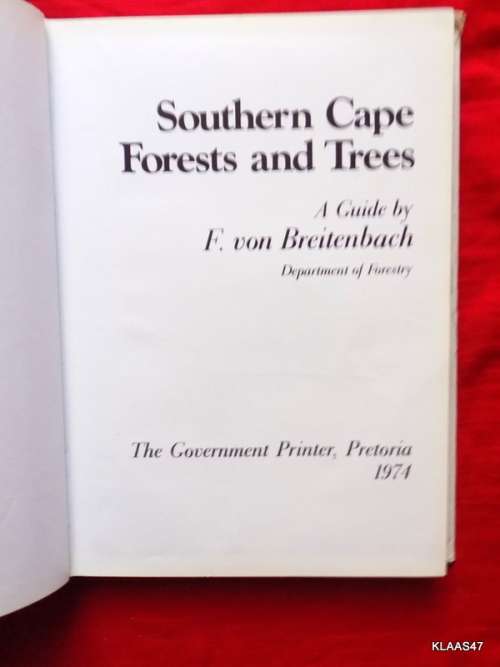 Southern Cape
Forests and Trees
A Guide by
F. von Breitenbach
Department of Forestry
The Government Printer, Pretoria
1974
KLAAS47